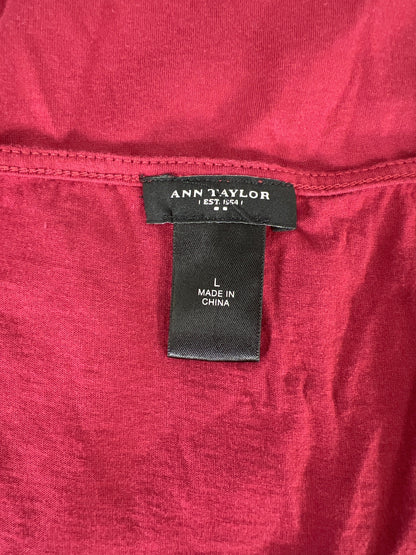 ANN TAYLOR
EST. 1954
L
MADE IN
CHINA